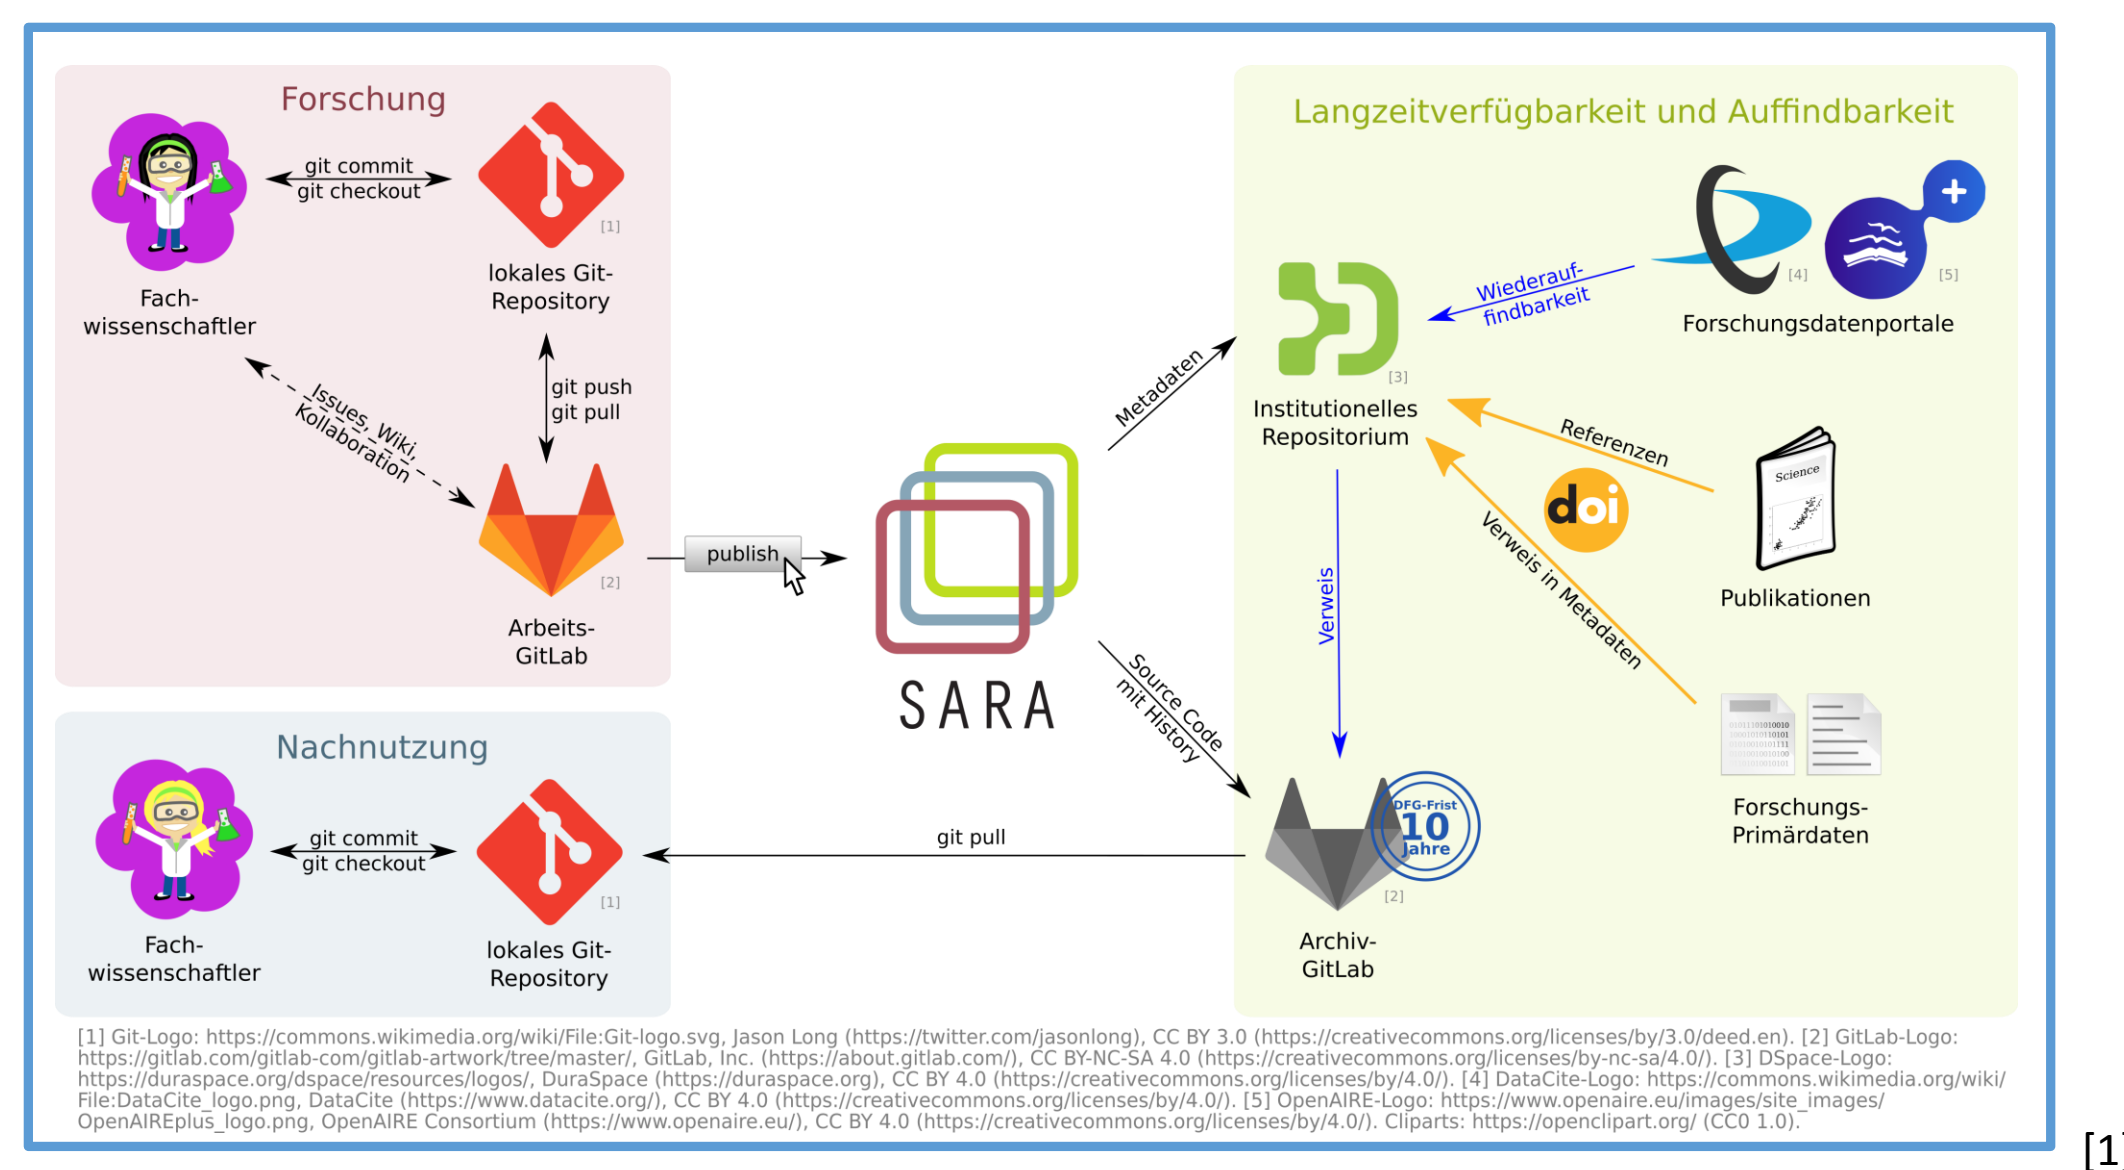 Forschung
git commit
git checkout
[1]
Fach-
wissenschaftler
lokales Git-
Repository
Issues, Wiki,
Kollaboration
git push
git pull
[2]
Arbeits-
GitLab
publish
SARA
Metadaten
Source Code
mit History
Langzeitverfügbarkeit und Auffindbarkeit
[4]
[5]
Forschungsdatenportale
Wiederauf-
findbarkeit
[3]
Institutionelles
Repositorium
Referenzen
doi
Science
Publikationen
Verweis in Metadaten
Verweis
Forschungs-
Primärdaten
DFG-Frist
10
Jahre
[2]
Archiv-
GitLab
git pull
Nachnutzung
git commit
git checkout
[1]
Fach-
wissenschaftler
lokales Git-
Repository
[1] Git-Logo: https://commons.wikimedia.org/wiki/File:Git-logo.svg, Jason Long (https://twitter.com/jasonlong), CC BY 3.0 (https://creativecommons.org/licenses/by/3.0/deed.en). [2] GitLab-Logo:
https://gitlab.com/gitlab-com/gitlab-artwork/tree/master/, GitLab, Inc. (https://about.gitlab.com/), CC BY-NC-SA 4.0 (https://creativecommons.org/licenses/by-nc-sa/4.0/). [3] DSpace-Logo:
https://duraspace.org/dspace/resources/logos/, DuraSpace (https://duraspace.org), CC BY 4.0 (https://creativecommons.org/licenses/by/4.0/). [4] DataCite-Logo: https://commons.wikimedia.org/wiki/
File:DataCite_logo.png, DataCite (https://www.datacite.org/), CC BY 4.0 (https://creativecommons.org/licenses/by/4.0/). [5] OpenAIRE-Logo: https://www.openaire.eu/images/site_images/
OpenAIREplus_logo.png, OpenAIRE Consortium (https://www.openaire.eu/), CC BY 4.0 (https://creativecommons.org/licenses/by/4.0/). Cliparts: https://openclipart.org/ (CC0 1.0).
[1]